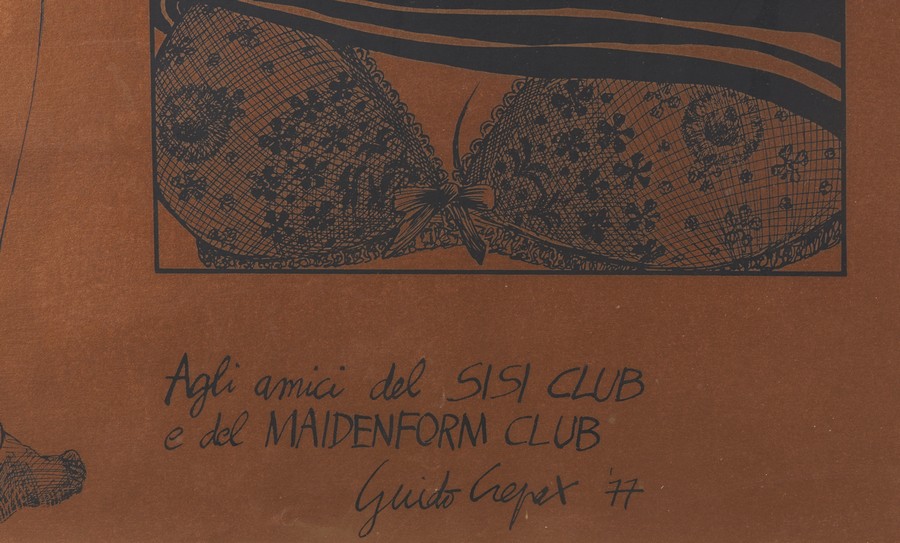 Agli amici del SISI CLUB
e del MAIDENFORM CLUB
Guido Crepax '77